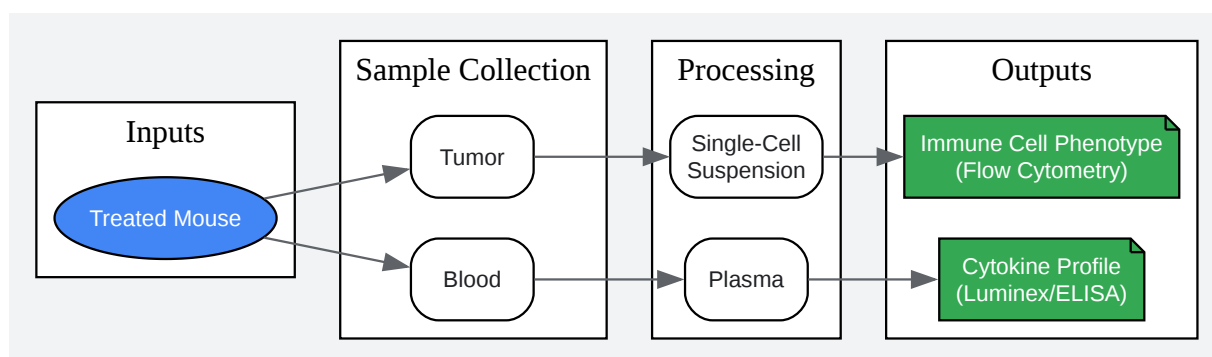 Inputs
Treated Mouse
Sample Collection
Tumor
Blood
Processing
Single-Cell
Suspension
Plasma
Outputs
Immune Cell Phenotype
(Flow Cytometry)
Cytokine Profile
(Luminex/ELISA)